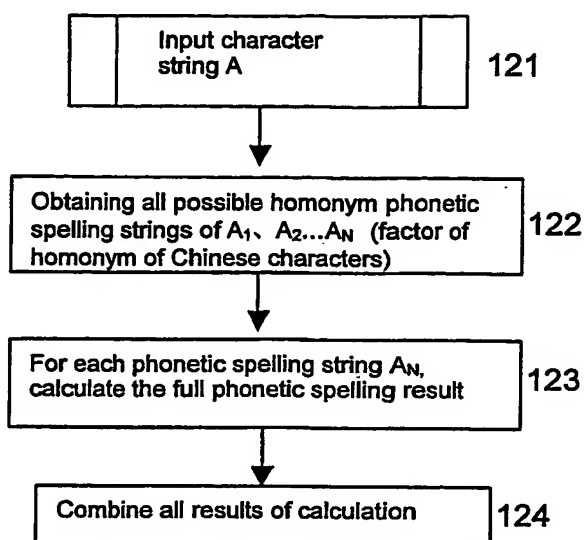 Input character
string A
121
Obtaining all possible homonym phonetic
spelling strings of A₁、A₂...A_N (factor of
homonym of Chinese characters)
122
For each phonetic spelling string A_N,
calculate the full phonetic spelling result
123
Combine all results of calculation
124